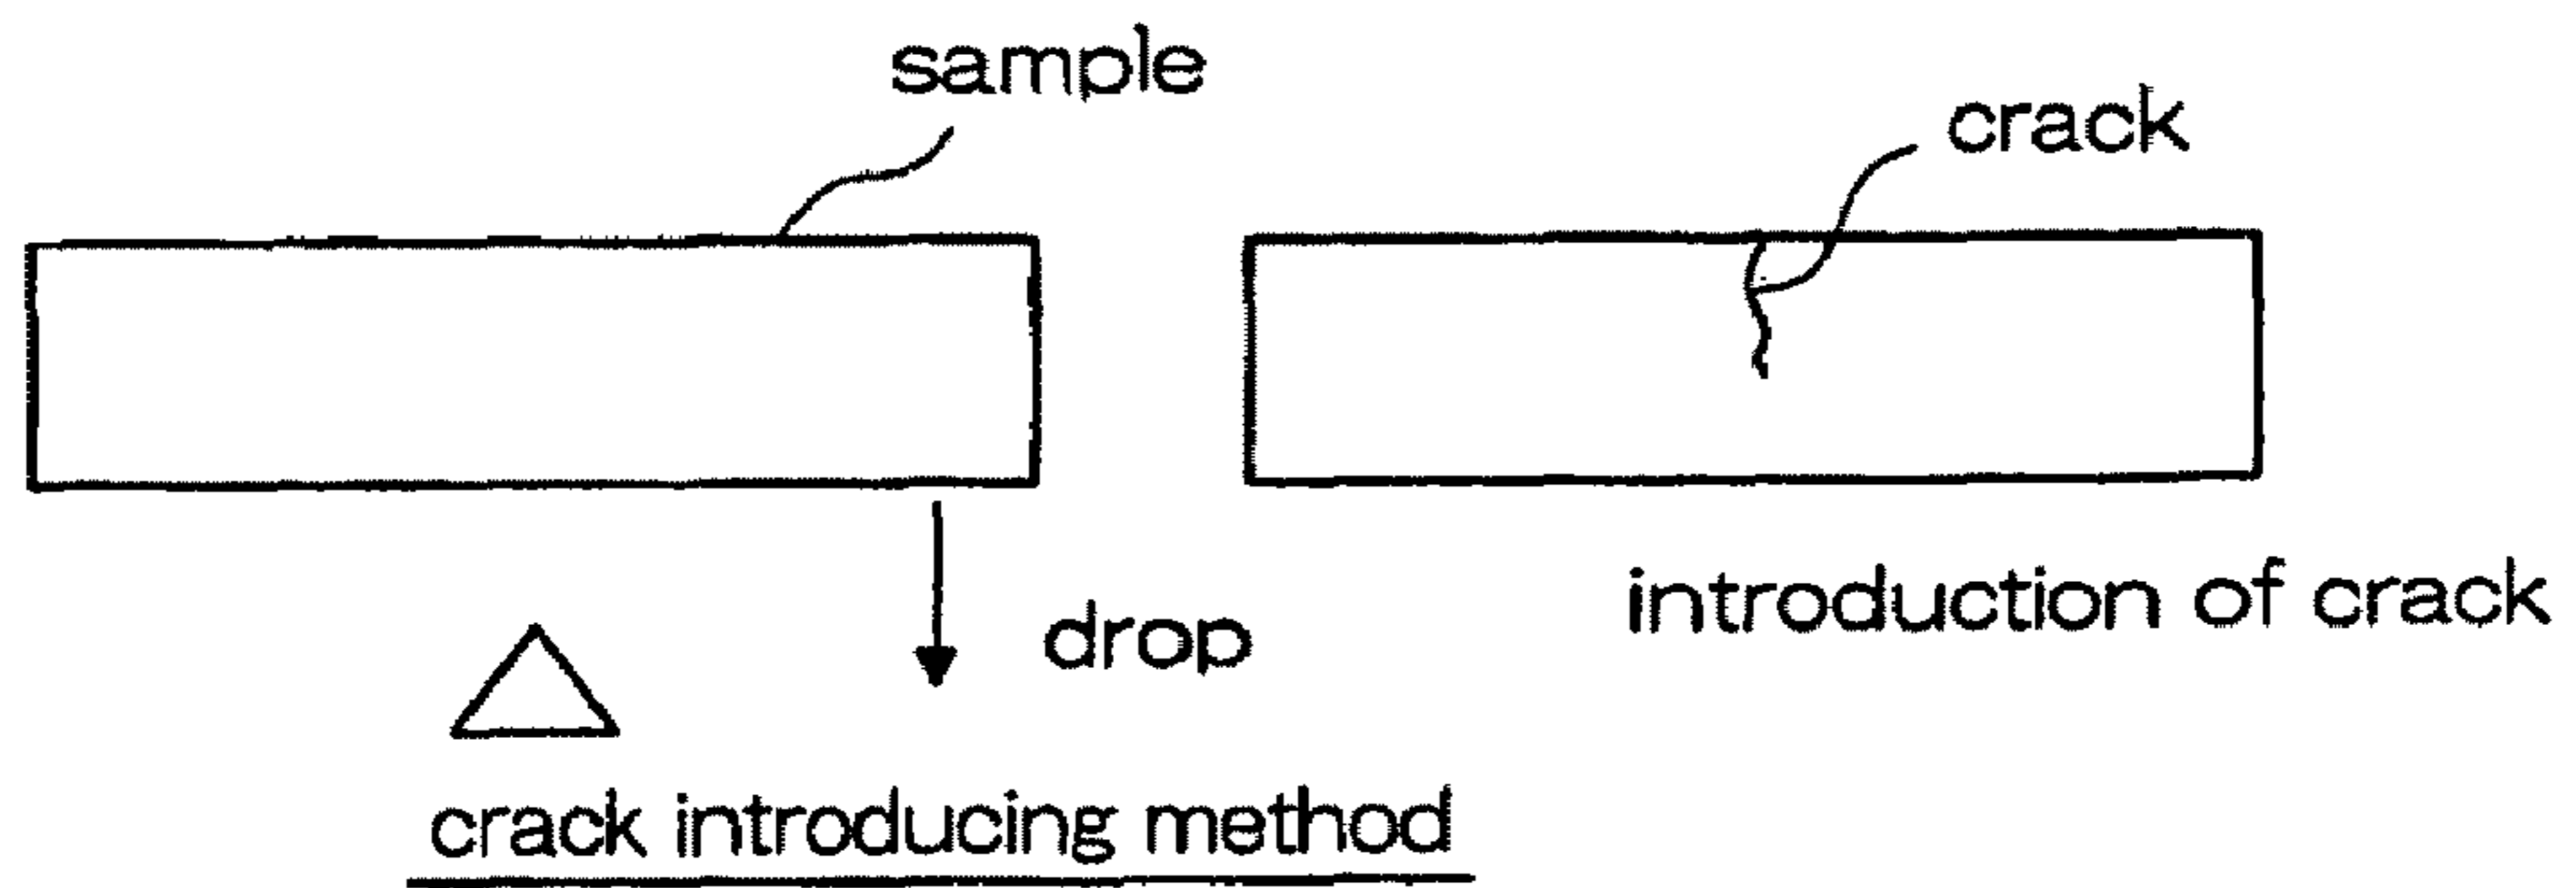 sample
crack
drop
introduction of crack
crack introducing method